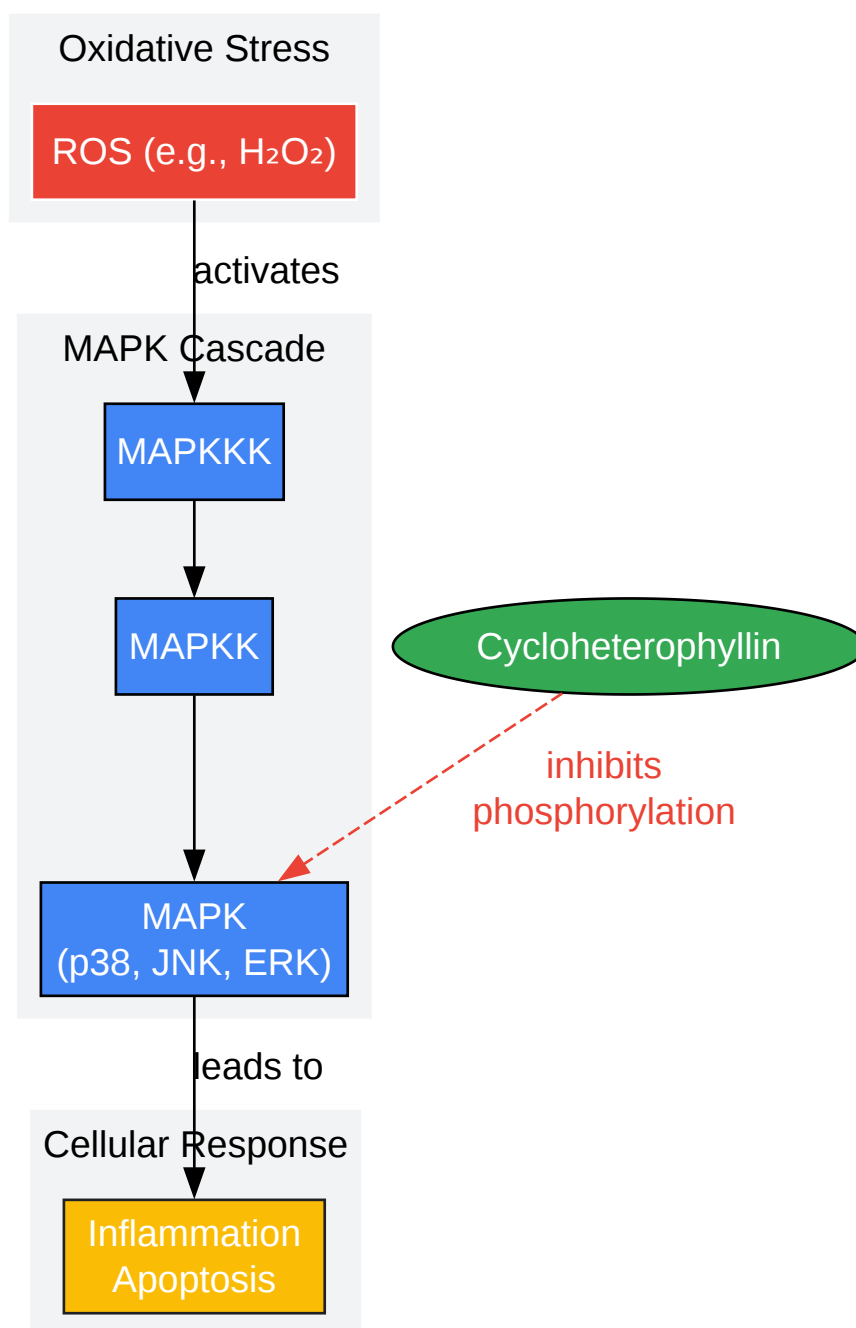 Oxidative Stress
ROS (e.g., H₂O₂)
activates
MAPK Cascade
MAPKKK
MAPKK
Cycloheterophyllin
inhibits
phosphorylation
MAPK
(p38, JNK, ERK)
leads to
Cellular Response
Inflammation
Apoptosis